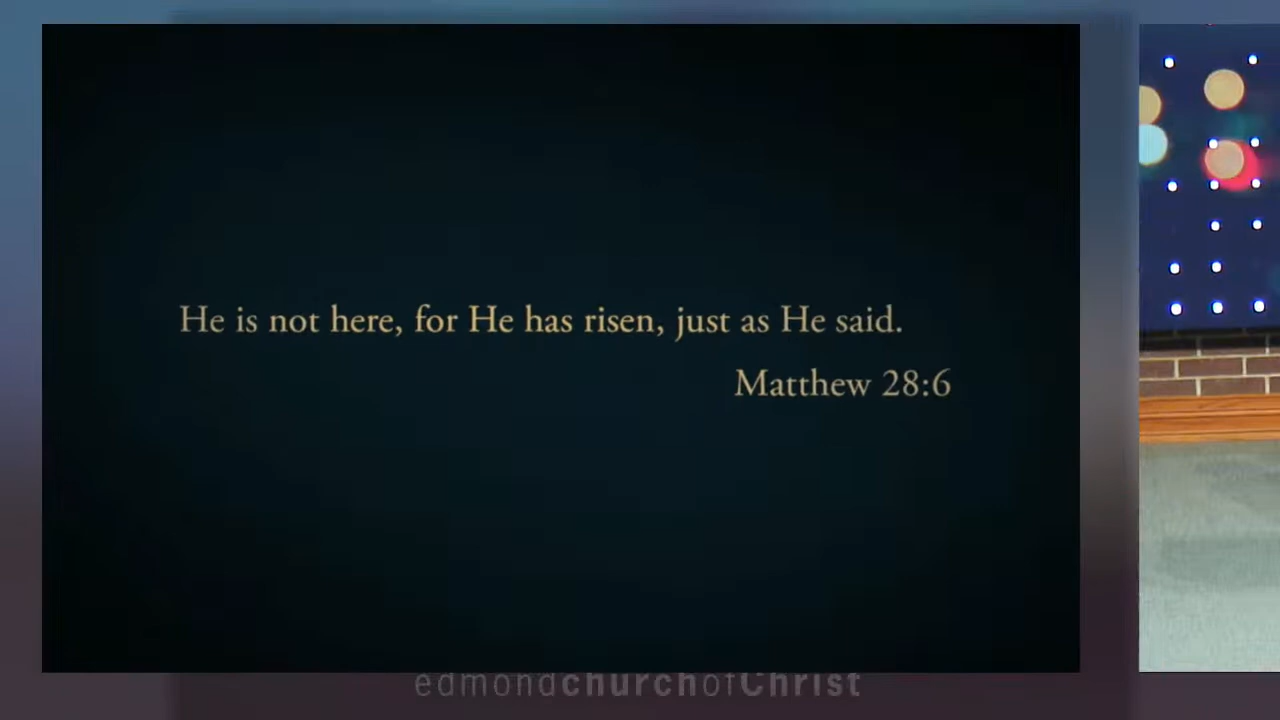 He is not here, for He has risen, just as He said.
Matthew 28:6
edmondchurchofChrist